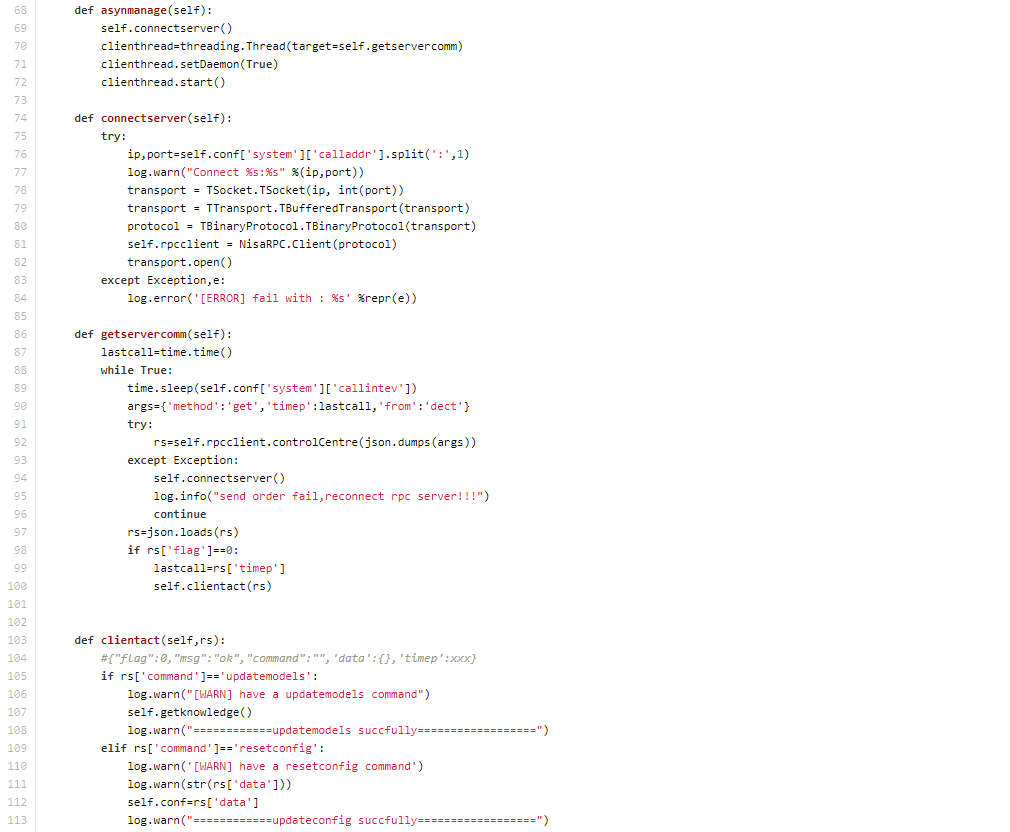 68 def asynmanage(self):
69 self.connectserver()
70 clienthread=threading.Thread(target=self.getservercomm)
71 clienthread.setDaemon(True)
72 clienthread.start()
73
74 def connectserver(self):
75 try:
76 ip,port=self.conf['system']['calladdr'].split(':',1)
77 log.warn("Connect %s:%s" %(ip,port))
78 transport = TSocket.TSocket(ip, int(port))
79 transport = TTransport.TBufferedTransport(transport)
80 protocol = TBinaryProtocol.TBinaryProtocol(transport)
81 self.rpcclient = NisaRPC.Client(protocol)
82 transport.open()
83 except Exception,e:
84 log.error('[ERROR] fail with : %s' %repr(e))
85
86 def getservercomm(self):
87 lastcall=time.time()
88 while True:
89 time.sleep(self.conf['system']['callintev'])
90 args={'method':'get','timep':lastcall,'from':'dect'}
91 try:
92 rs=self.rpcclient.controlCentre(json.dumps(args))
93 except Exception:
94 self.connectserver()
95 log.info("send order fail,reconnect rpc server!!!")
96 continue
97 rs=json.loads(rs)
98 if rs['flag']==0:
99 lastcall=rs['timep']
100 self.clientact(rs)
101
102
103 def clientact(self,rs):
104 #{"flag":0,"msg":"ok","command":"",'data':{},'timep':xxx}
105 if rs['command']=='updatemodels':
106 log.warn("[WARN] have a updatemodels command")
107 self.getknowledge()
108 log.warn("============updatemodels succfully==================")
109 elif rs['command']=='resetconfig':
110 log.warn('[WARN] have a resetconfig command')
111 log.warn(str(rs['data']))
112 self.conf=rs['data']
113 log.warn("============updateconfig succfully==================")